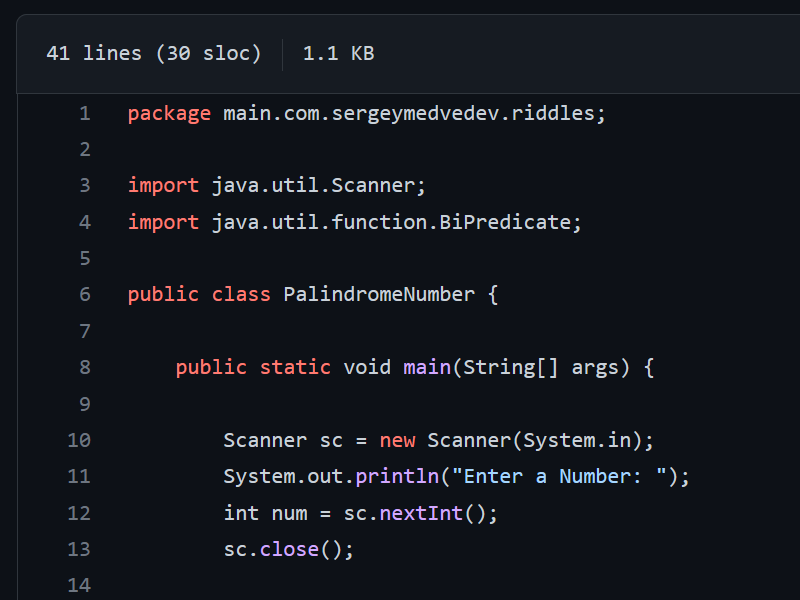 41 lines (30 sloc) 1.1 KB
1 package main.com.sergeymedvedev.riddles;
2
3 import java.util.Scanner;
4 import java.util.function.BiPredicate;
5
6 public class PalindromeNumber {
7
8 public static void main(String[] args) {
9
10 Scanner sc = new Scanner(System.in);
11 System.out.println("Enter a Number: ");
12 int num = sc.nextInt();
13 sc.close();
14